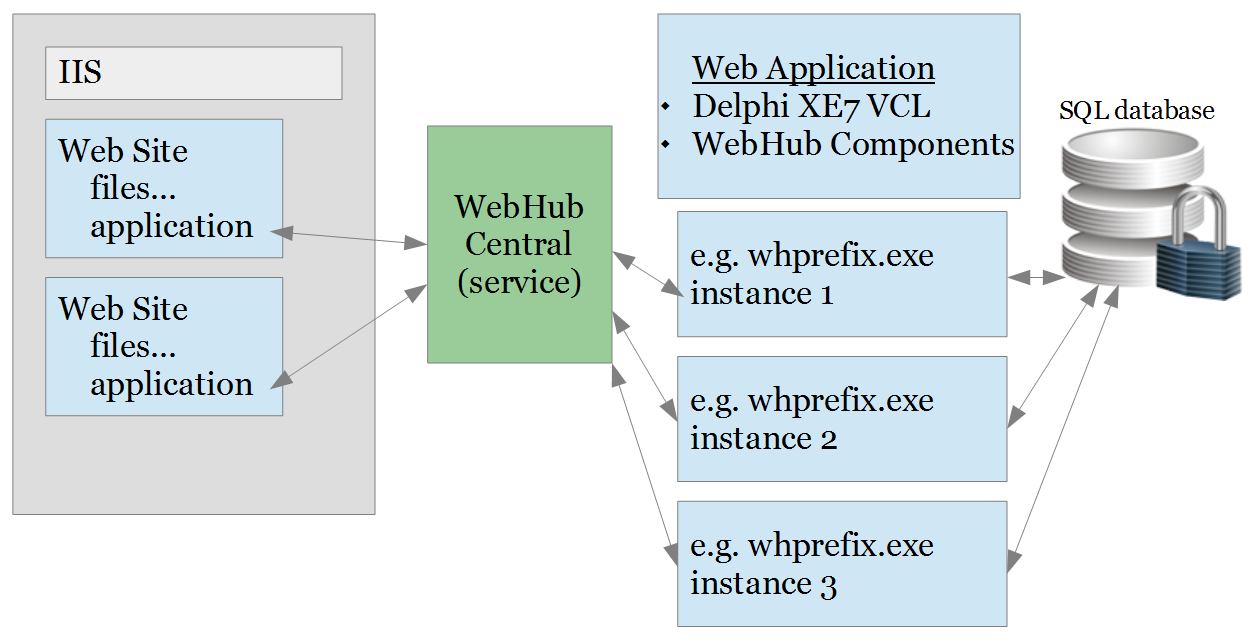 IIS
Web Site
files...
application
Web Site
files...
application
WebHub
Central
(service)
Web Application
• Delphi XE7 VCL
• WebHub Components
e.g. whprefix.exe
instance 1
e.g. whprefix.exe
instance 2
e.g. whprefix.exe
instance 3
SQL database